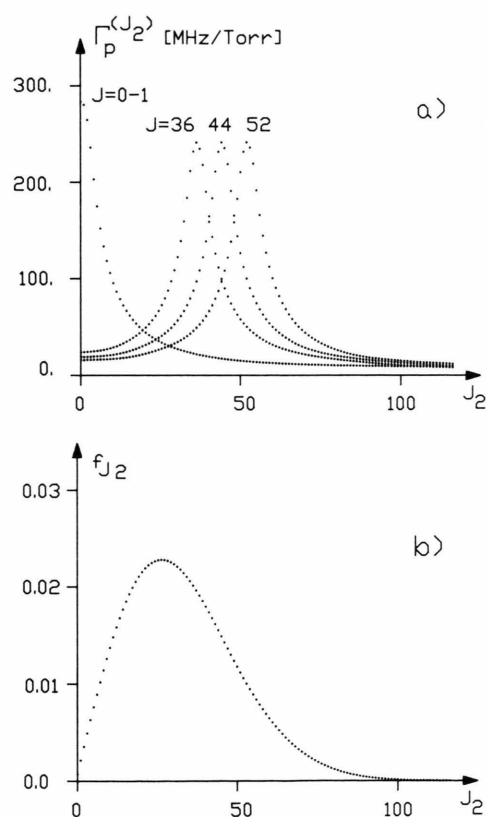 Γp(J2) [MHz/Torr]
300.
J=0-1
J=36 44 52
a)
200.
100.
0.
0 50 100 J2
fJ2
0.03
b)
0.02
0.01
0.0
0 50 100 J2